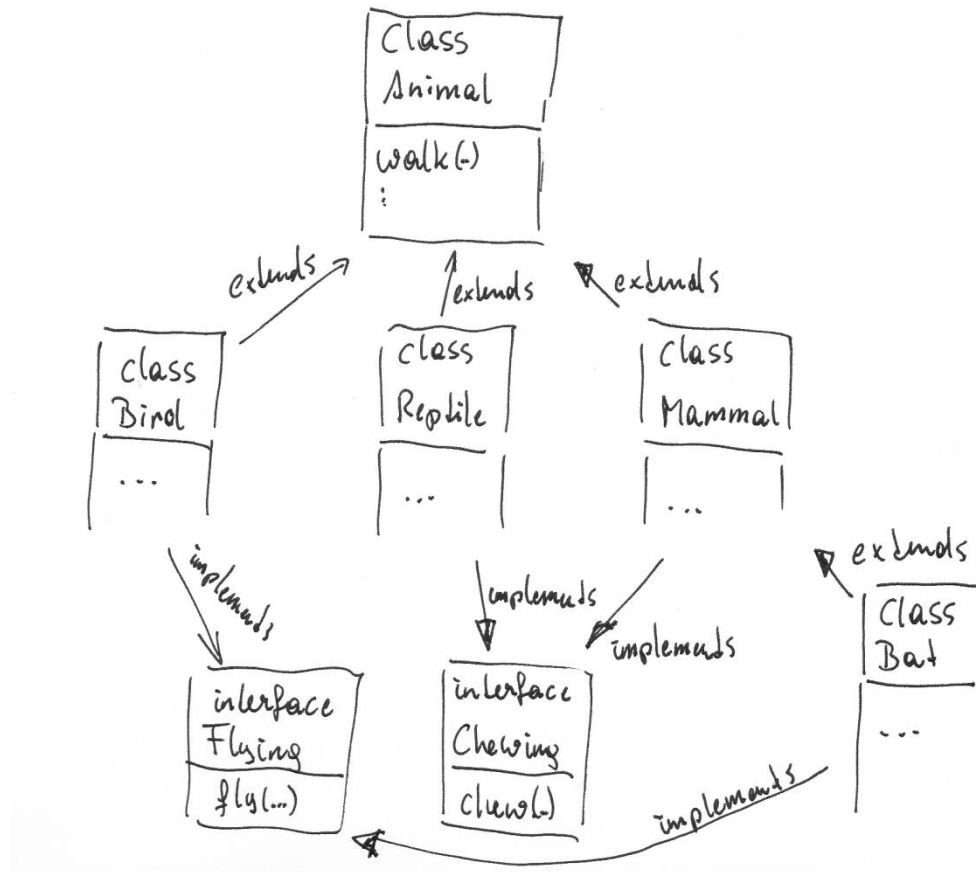 Class
Animal
walk(..)
:
extends
extends
extends
class
Bird
...
class
Reptile
...
class
Mammal
...
implements
implements
implements
extends
Class
Bat
...
interface
Flying
fly(...)
interface
Chewing
chew(..)
implements